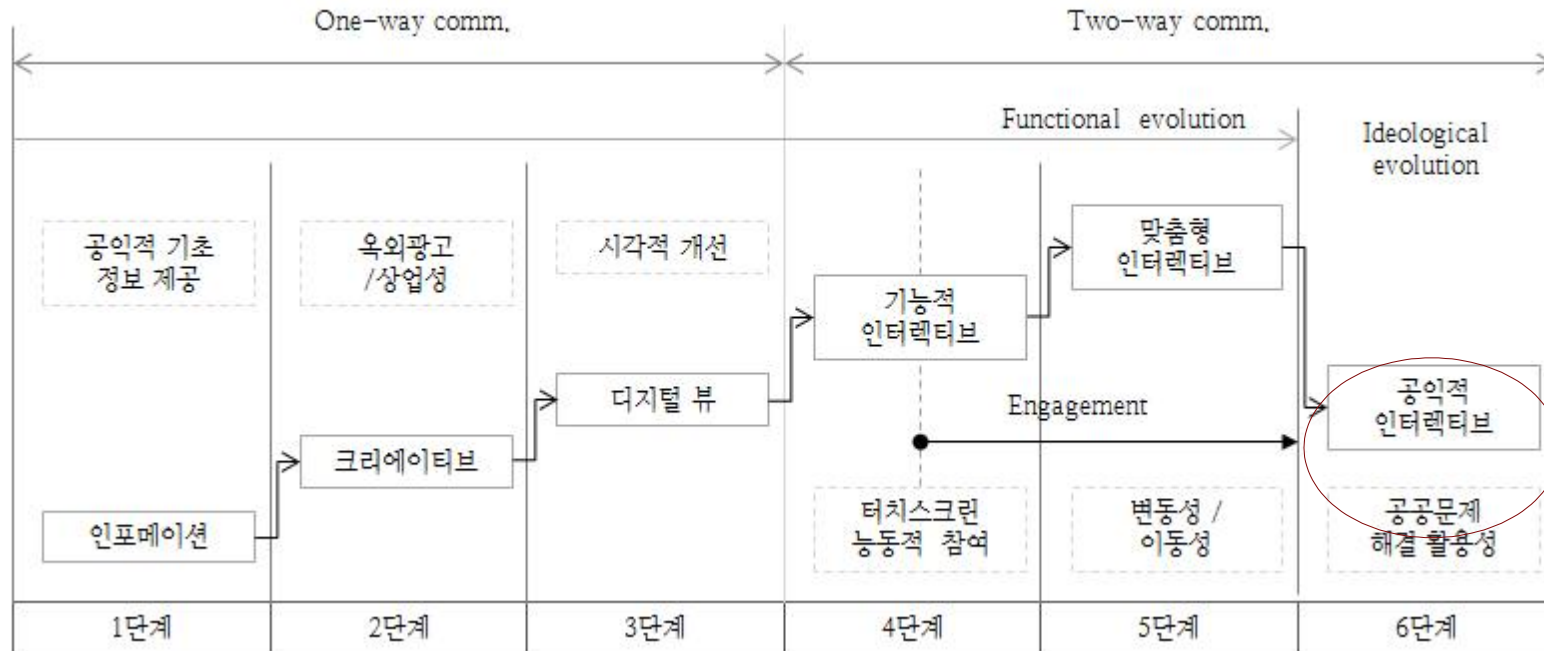 One-way comm.
Two-way comm.
Functional evolution
Ideological
evolution
공익적 기초
정보 제공
옥외광고
/상업성
시각적 개선
맞춤형
인터렉티브
기능적
인터렉티브
디지털 뷰
Engagement
공익적
인터렉티브
크리에이티브
인포메이션
터치스크린
능동적 참여
변동성 /
이동성
공공문제
해결 활용성
1단계
2단계
3단계
4단계
5단계
6단계